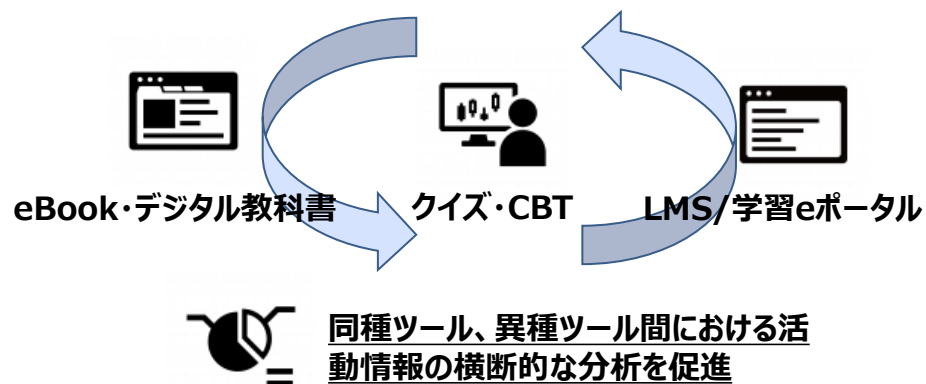 eBook・デジタル教科書
クイズ・CBT
LMS/学習eポータル
同種ツール、異種ツール間における活
動情報の横断的な分析を促進